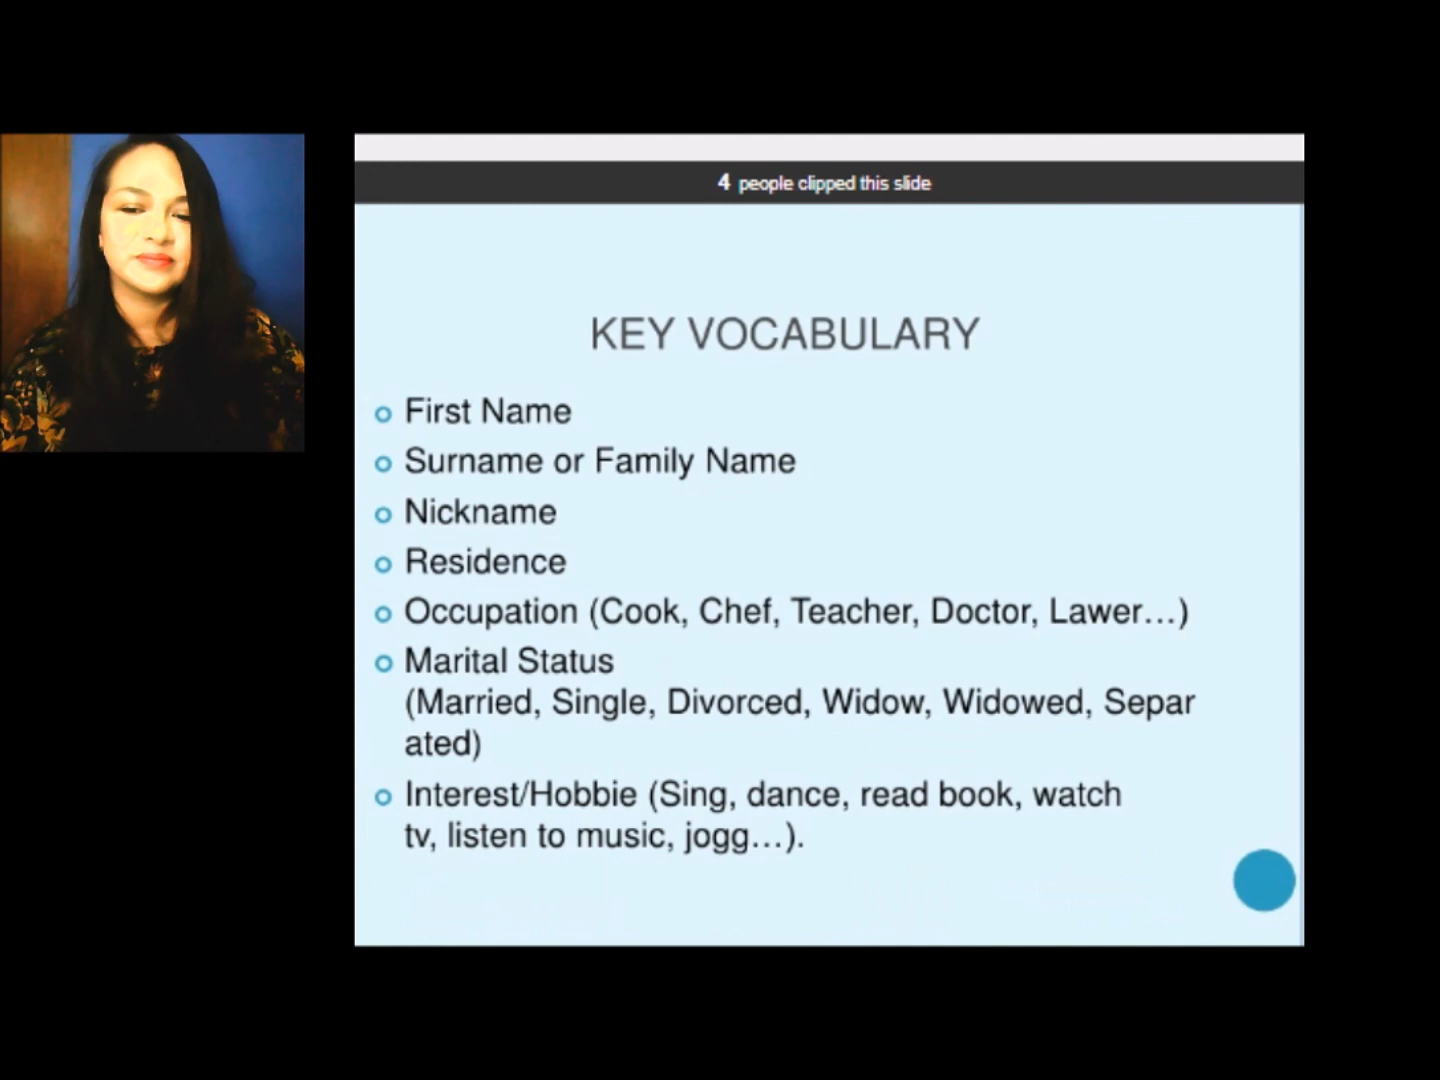 4 people clipped this slide
KEY VOCABULARY
First Name
Surname or Family Name
Nickname
Residence
Occupation (Cook, Chef, Teacher, Doctor, Lawer…)
Marital Status
(Married, Single, Divorced, Widow, Widowed, Separ
ated)
Interest/Hobbie (Sing, dance, read book, watch
tv, listen to music, jogg…).